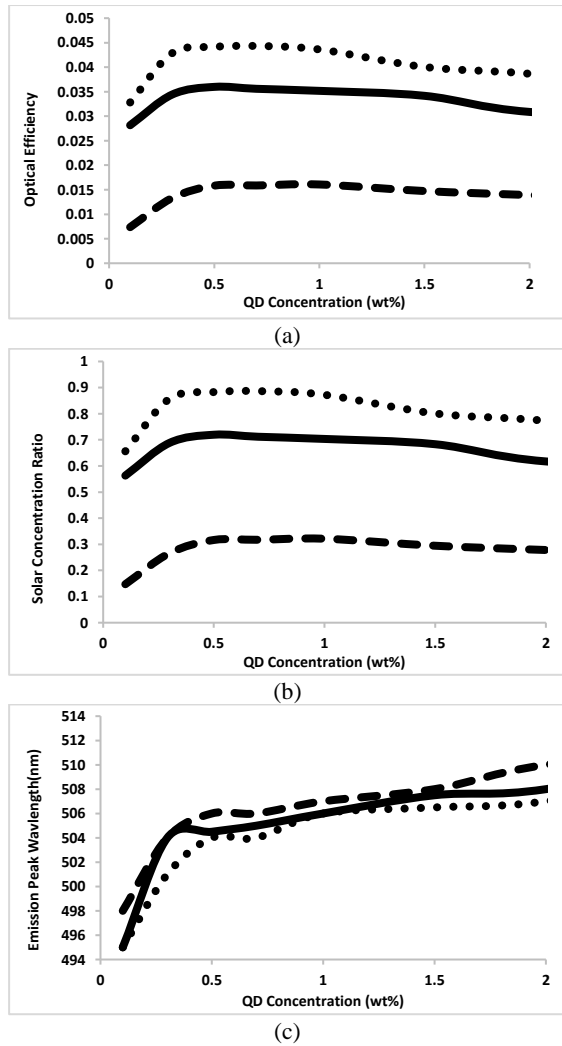 0.05
0.045
0.04
0.035
0.03
0.025
0.02
0.015
0.01
0.005
0
Optical Efficiency
0 0.5 1 1.5 2
QD Concentration (wt%)
(a)
1
0.9
0.8
0.7
0.6
0.5
0.4
0.3
0.2
0.1
0
Solar Concentration Ratio
0 0.5 1 1.5 2
QD Concentration (wt%)
(b)
514
512
510
508
506
504
502
500
498
496
494
Emission Peak Wavlength(nm)
0 0.5 1 1.5 2
QD Concentration (wt%)
(c)